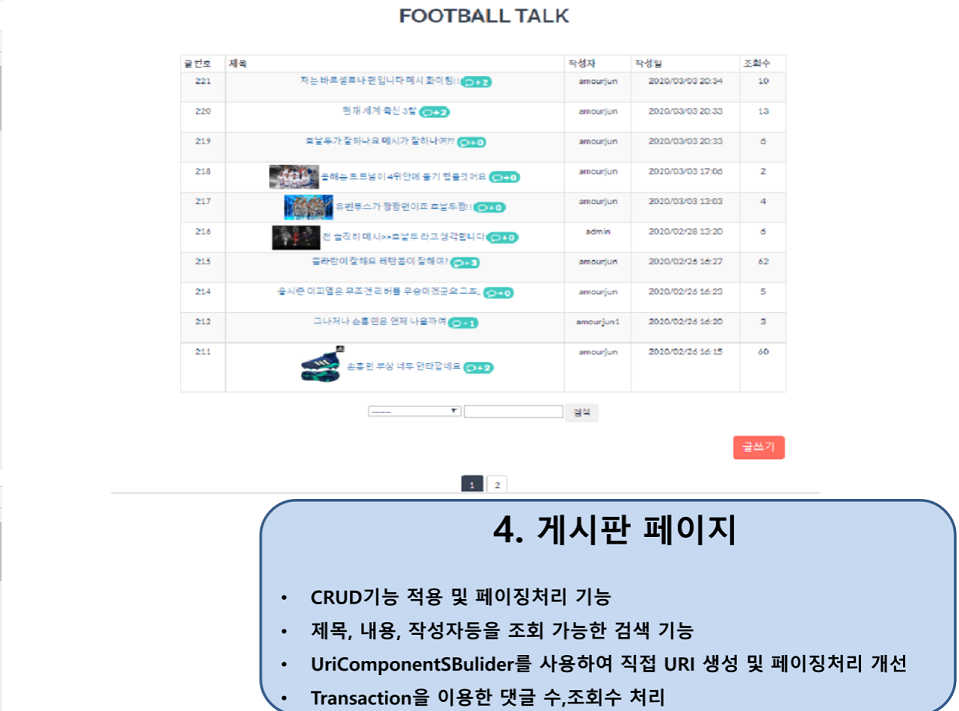 FOOTBALL TALK
글번호 제목 작성자 작성일 조회수
221 저는 바르셀로나 팬 입니다 메시 화이팅!! +2 amourjun 2020/03/03 20:34 10
220 현재 세계 축신 3탑 +2 amourjun 2020/03/03 20:33 13
219 호날두가 잘하나요 메시가 잘하나여?? +0 amourjun 2020/03/03 20:33 6
218 올해는 토트넘이 4위안에 들기 힘들것어요 +0 amourjun 2020/03/03 17:06 2
217 유벤투스가 짱짱맨이죠 호날두짱!! +0 amourjun 2020/03/03 13:03 4
216 전 솔직히 메시>>호날두 라고 생각합니다 +0 admin 2020/02/28 13:20 6
215 즐라탄이 잘해요 레반돔이 잘해여? +3 amourjun 2020/02/26 16:27 62
214 올시즌 이피엘은 무조건 리버풀 우승이겠군요 그죠, +0 amourjun 2020/02/26 16:23 5
212 그나저나 손흥민은 언제 나올까여 +1 amourjun1 2020/02/26 16:20 3
211 손흥민 부상 너무 안타깝네요 +2 amourjun 2020/02/26 16:15 60
검색
글쓰기
1 2
4. 게시판 페이지
• CRUD기능 적용 및 페이징처리 기능
• 제목, 내용, 작성자등을 조회 가능한 검색 기능
• UriComponentSBulider를 사용하여 직접 URI 생성 및 페이징처리 개선
• Transaction을 이용한 댓글 수,조회수 처리